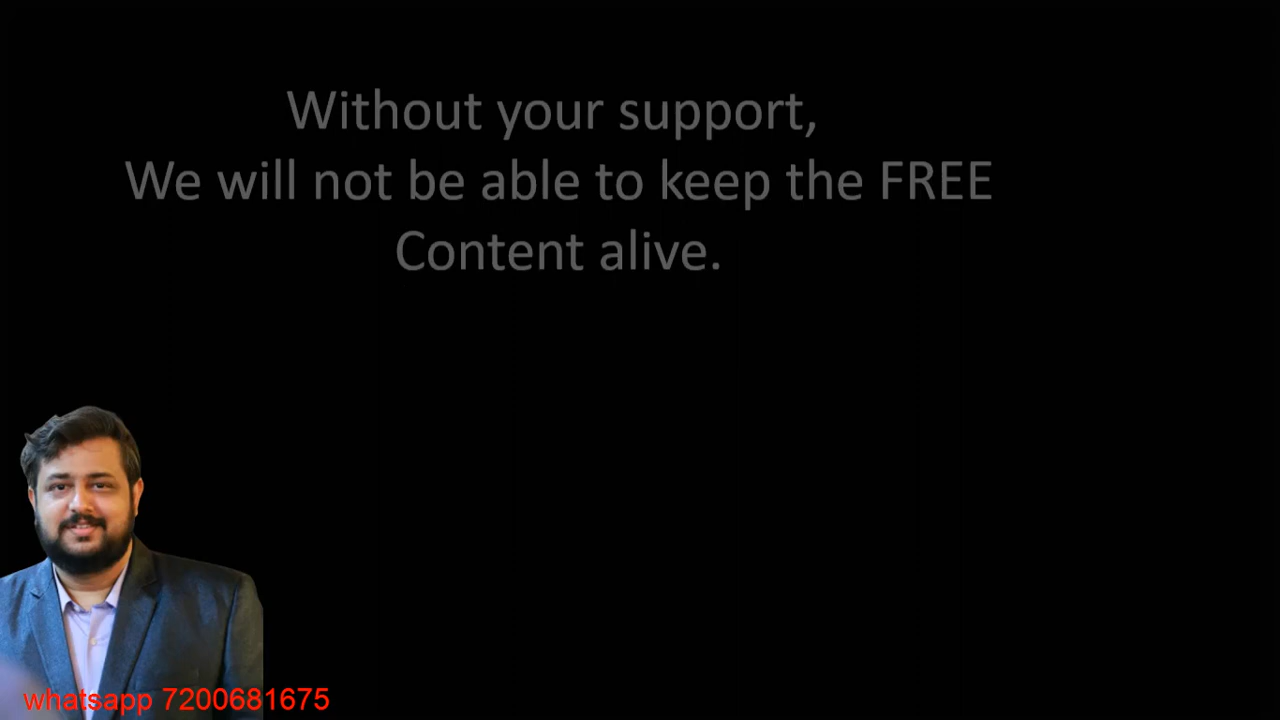 Without your support,
We will not be able to keep the FREE
Content alive.
whatsapp 7200681675